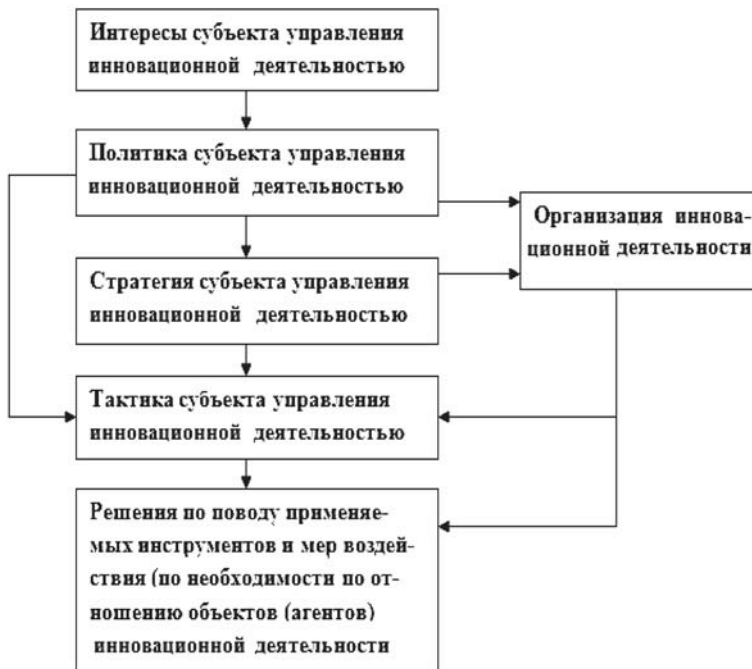 Интересы субъекта управления
инновационной деятельностью
Политика субъекта управления
инновационной деятельностью
Организация иннова-
ционной деятельности
Стратегия субъекта управления
инновационной деятельностью
Тактика субъекта управления
инновационной деятельностью
Решения по поводу применяе-
мых инструментов и мер воздей-
ствия (по необходимости по от-
ношению объектов (агентов)
инновационной деятельности